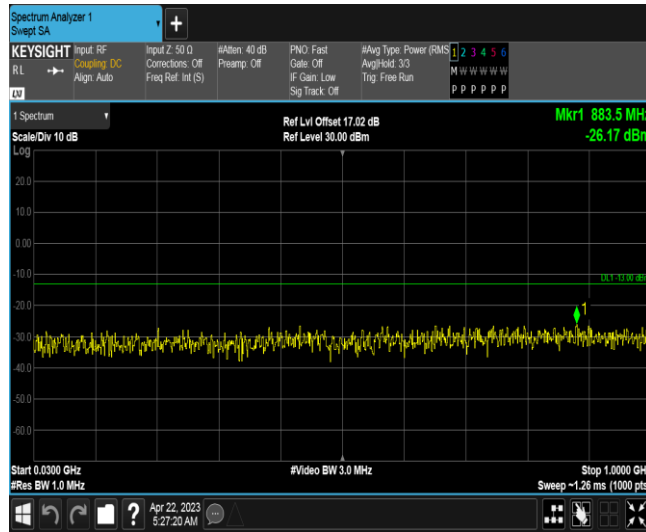 Spectrum Analyzer 1
Swept SA
KEYSIGHT
RL
LXI
Input: RF
Coupling: DC
Align: Auto
Input Z: 50 Ω
Corrections: Off
Freq Ref: Int (S)
#Atten: 40 dB
Preamp: Off
PNO: Fast
Gate: Off
IF Gain: Low
Sig Track: Off
#Avg Type: Power (RMS
Avg|Hold: 3/3
Trig: Free Run
1 2 3 4 5 6
M W W W W W
P P P P P P
1 Spectrum
Scale/Div 10 dB
Log
Ref Lvl Offset 17.02 dB
Ref Level 30.00 dBm
Mkr1 883.5 MHz
-26.17 dBm
20.0
10.0
0.00
-10.0
-20.0
-30.0
-40.0
-50.0
-60.0
DL1 -13.00 dBm
1
Start 0.0300 GHz
#Res BW 1.0 MHz
#Video BW 3.0 MHz
Stop 1.0000 GH
Sweep ~1.26 ms (1000 pts
Apr 22, 2023
5:27:20 AM